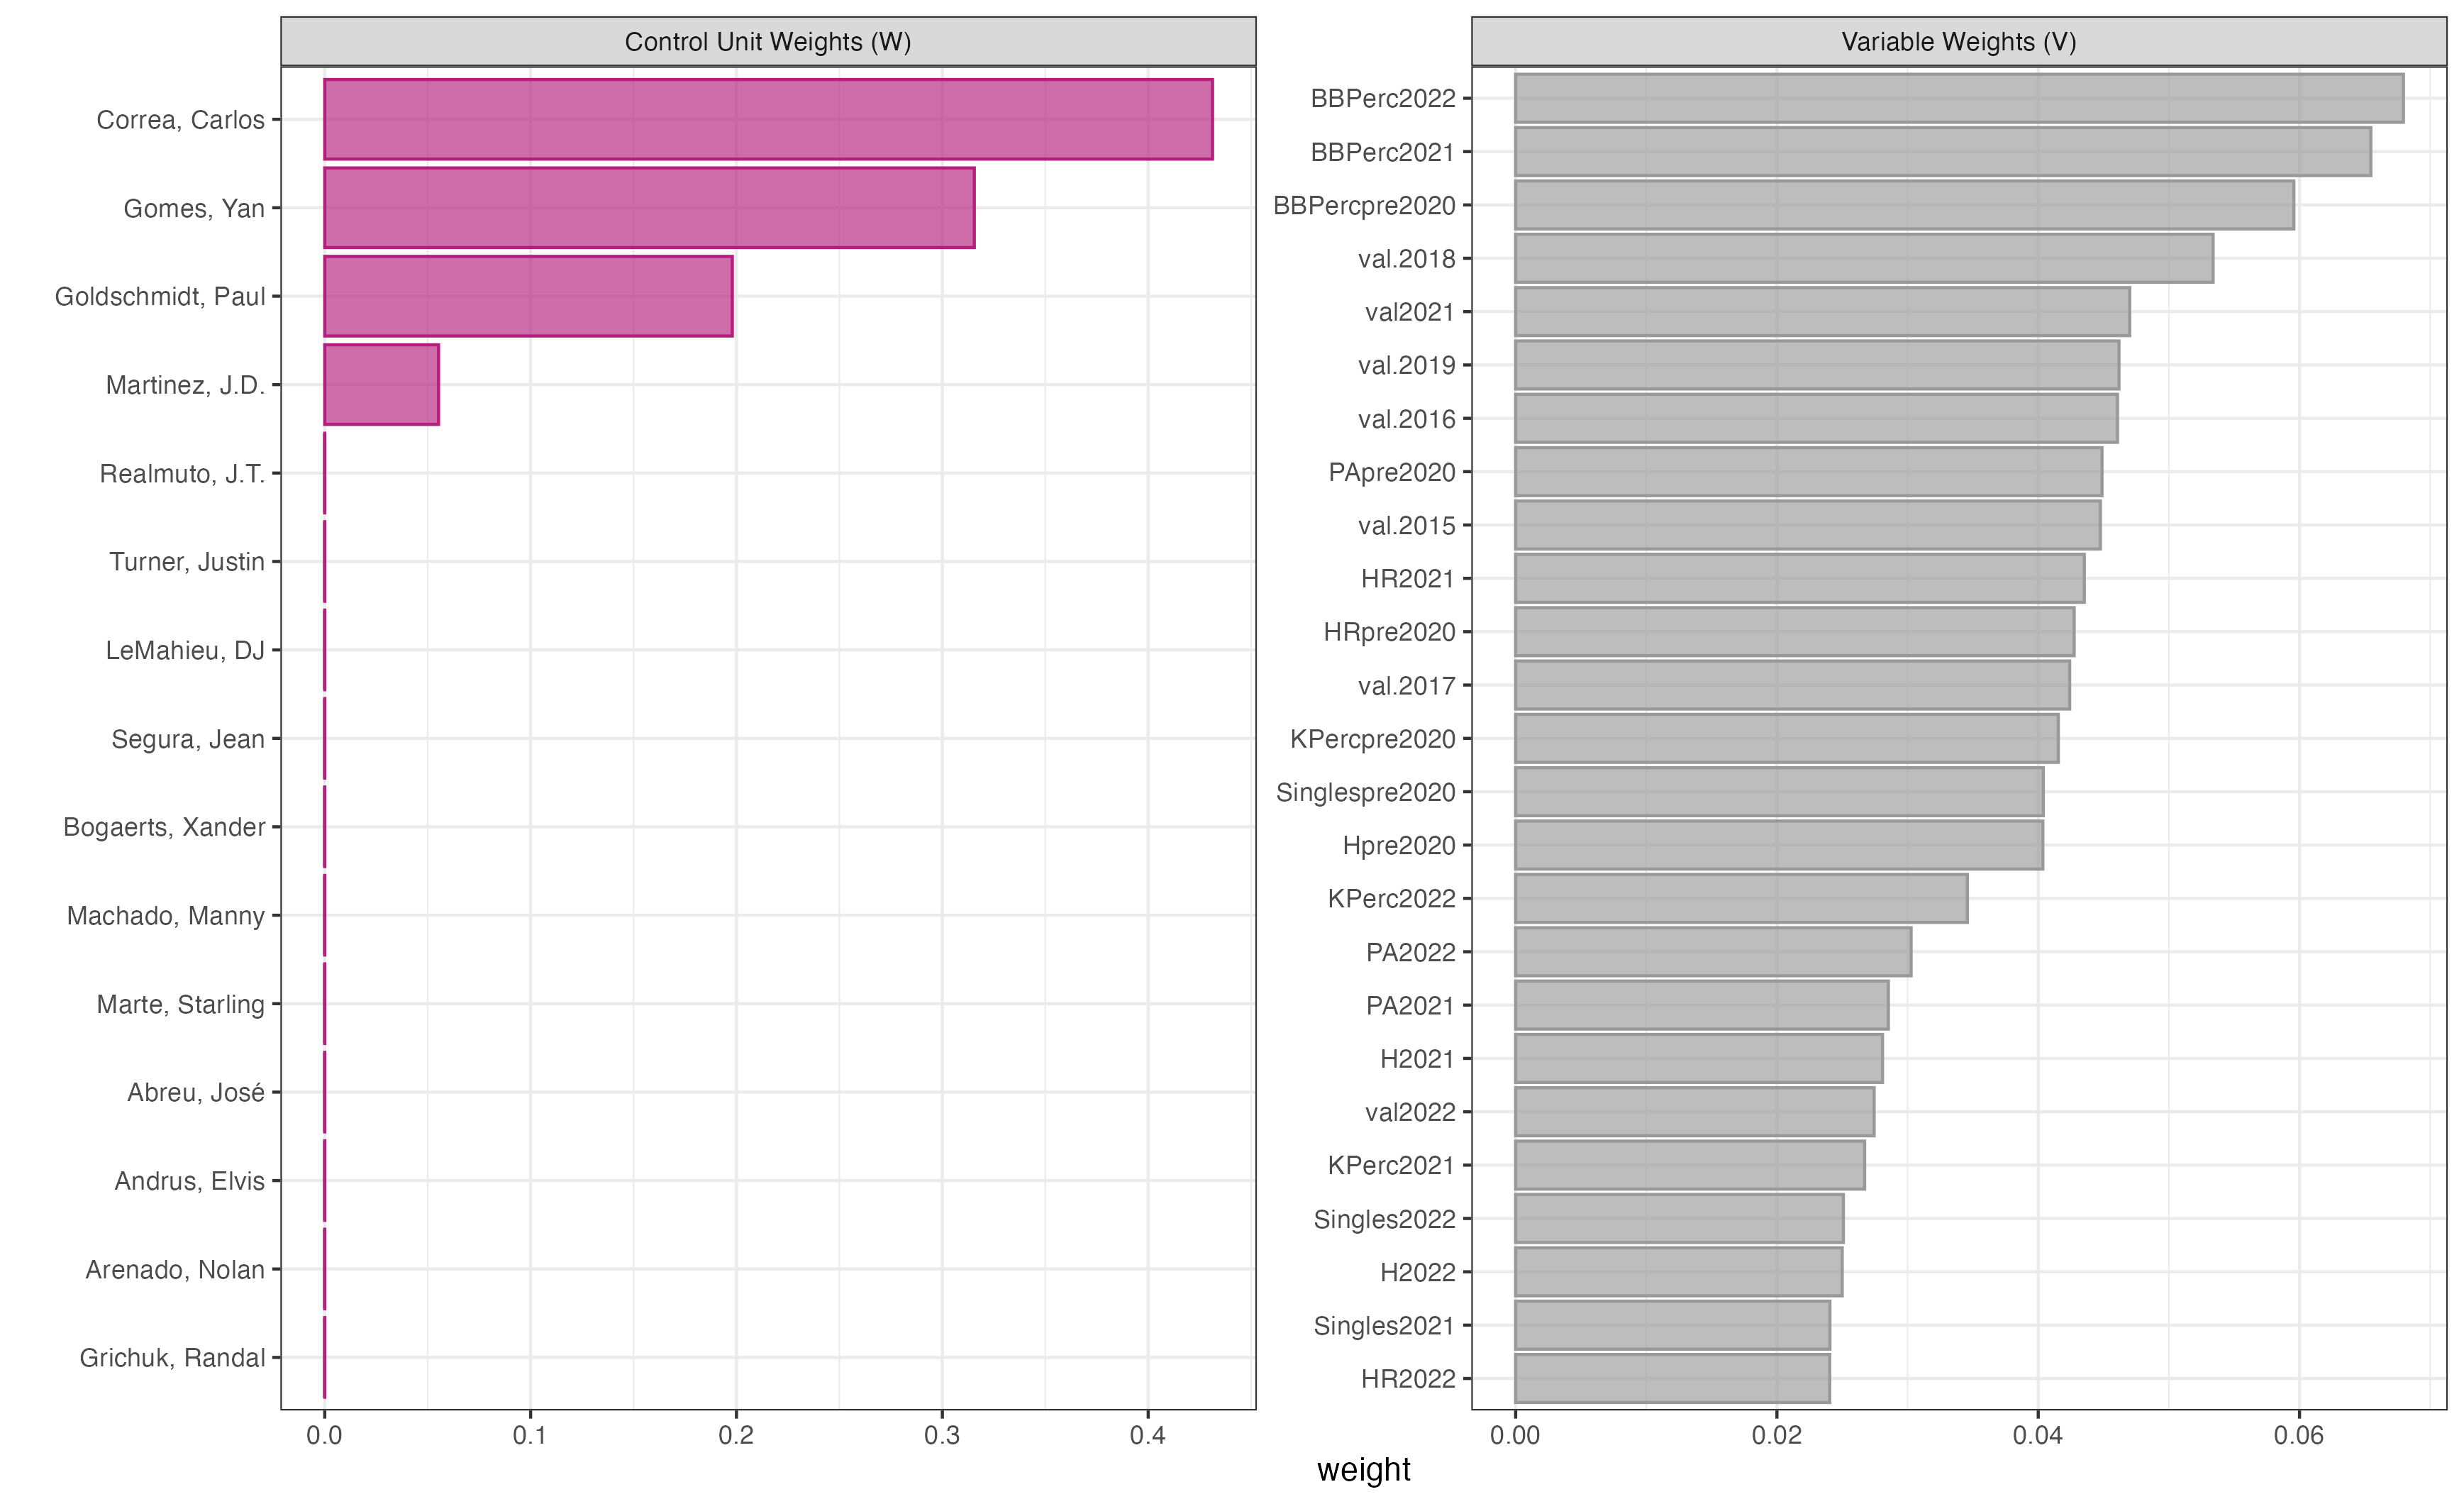 Control Unit Weights (W)
Correa, Carlos
Gomes, Yan
Goldschmidt, Paul
Martinez, J.D.
Realmuto, J.T.
Turner, Justin
LeMahieu, DJ
Segura, Jean
Bogaerts, Xander
Machado, Manny
Marte, Starling
Abreu, José
Andrus, Elvis
Arenado, Nolan
Grichuk, Randal
0.0 0.1 0.2 0.3 0.4
Variable Weights (V)
BBPerc2022
BBPerc2021
BBPercpre2020
val.2018
val2021
val.2019
val.2016
PApre2020
val.2015
HR2021
HRpre2020
val.2017
KPercpre2020
Singlespre2020
Hpre2020
KPerc2022
PA2022
PA2021
H2021
val2022
KPerc2021
Singles2022
H2022
Singles2021
HR2022
0.00 0.02 0.04 0.06
weight